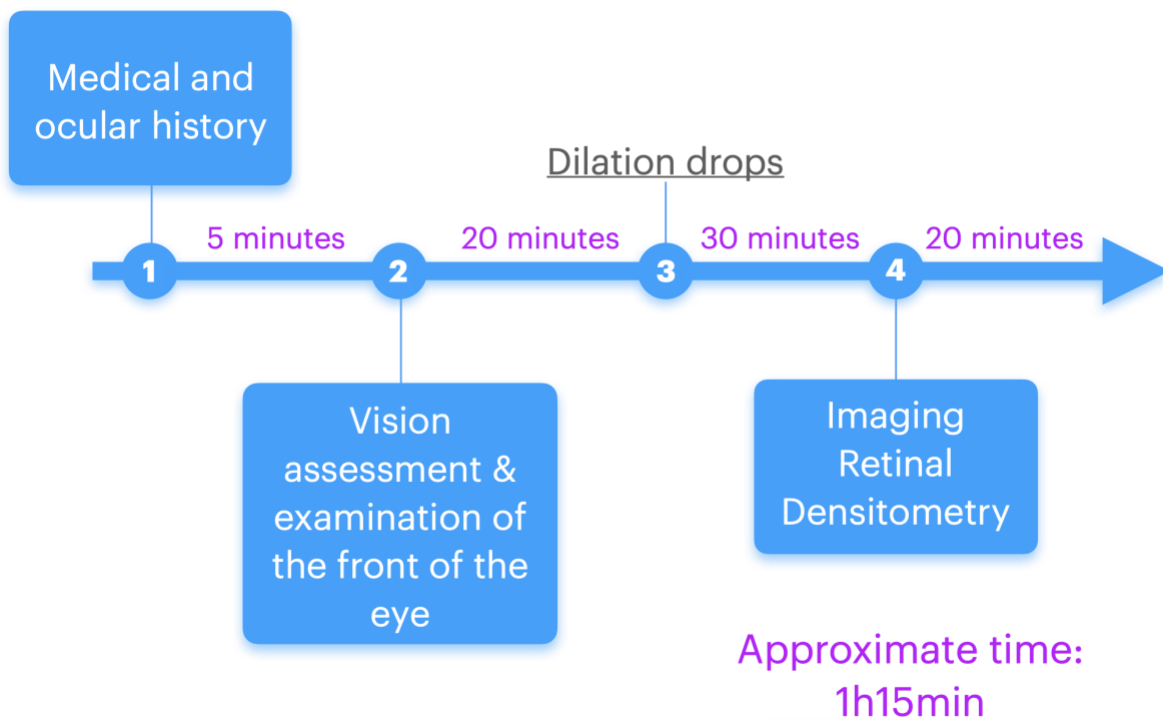 Medical and
ocular history
Dilation drops
5 minutes
20 minutes
30 minutes
20 minutes
1
2
3
4
Vision
assessment &
examination of
the front of the
eye
Imaging
Retinal
Densitometry
Approximate time:
1h15min